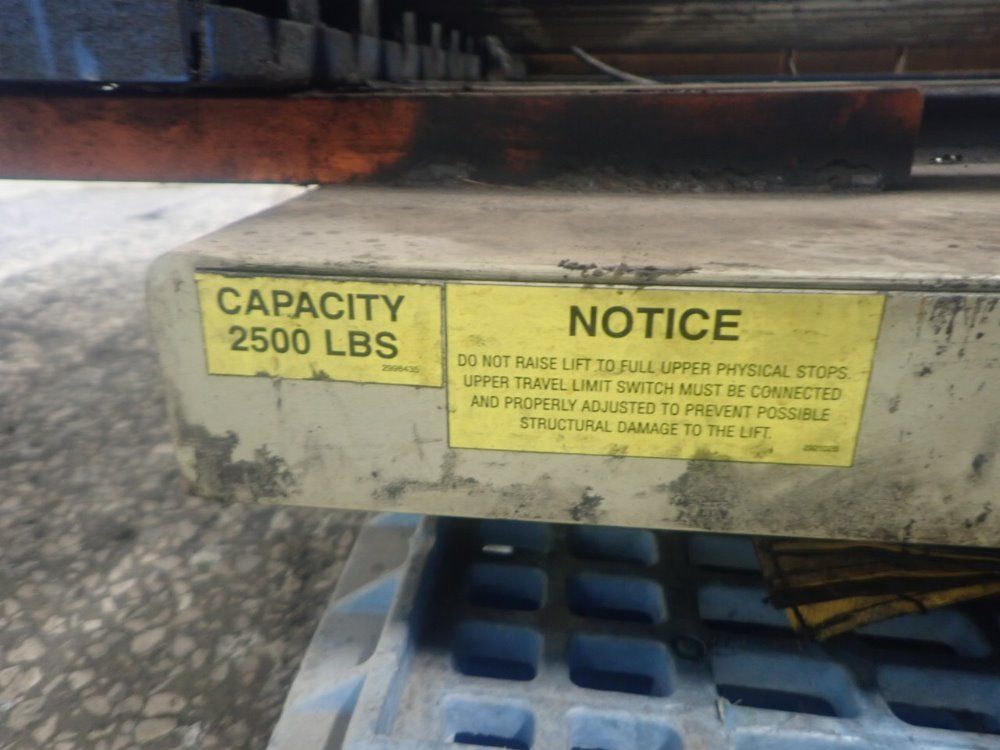 CAPACITY
2500 LBS
2998435
NOTICE
DO NOT RAISE LIFT TO FULL UPPER PHYSICAL STOPS.
UPPER TRAVEL LIMIT SWITCH MUST BE CONNECTED
AND PROPERLY ADJUSTED TO PREVENT POSSIBLE
STRUCTURAL DAMAGE TO THE LIFT.